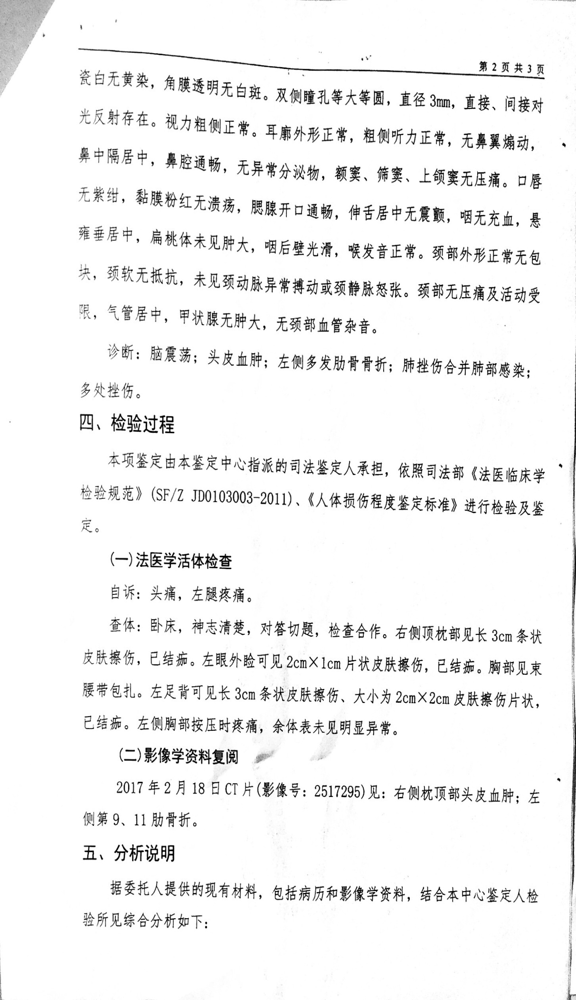 第 2 页 共 3 页
瓷白无黄染，角膜透明无白斑。双侧瞳孔等大等圆，直径 3mm，直接、间接对
光反射存在。视力粗侧正常。耳廓外形正常，粗侧听力正常，无鼻翼煽动，
鼻中隔居中，鼻腔通畅，无异常分泌物，额窦、筛窦、上颌窦无压痛。口唇
无紫绀，黏膜粉红无溃疡，腮腺开口通畅，伸舌居中无震颤，咽无充血，悬
雍垂居中，扁桃体未见肿大，咽后壁光滑，喉发音正常。颈部外形正常无包
块，颈软无抵抗，未见颈动脉异常搏动或颈静脉怒张。颈部无压痛及活动受
限，气管居中，甲状腺无肿大，无颈部血管杂音。
诊断：脑震荡；头皮血肿；左侧多发肋骨骨折；肺挫伤合并肺部感染；
多处挫伤。
四、检验过程
本项鉴定由本鉴定中心指派的司法鉴定人承担，依照司法部《法医临床学
检验规范》(SF/Z JD0103003-2011)、《人体损伤程度鉴定标准》进行检验及鉴
定。
(一)法医学活体检查
自诉：头痛，左腿疼痛。
查体：卧床，神志清楚，对答切题，检查合作。右侧顶枕部见长 3cm 条状
皮肤擦伤，已结痂。左眼外睑可见 2cm×1cm 片状皮肤擦伤，已结痂。胸部见束
腰带包扎。左足背可见长 3cm 条状皮肤擦伤、大小为 2cm×2cm 皮肤擦伤片状，
已结痂。左侧胸部按压时疼痛，余体表未见明显异常。
(二)影像学资料复阅
2017 年 2 月 18 日 CT 片(影像号：2517295)见：右侧枕顶部头皮血肿；左
侧第 9、11 肋骨折。
五、分析说明
据委托人提供的现有材料，包括病历和影像学资料，结合本中心鉴定人检
验所见综合分析如下：